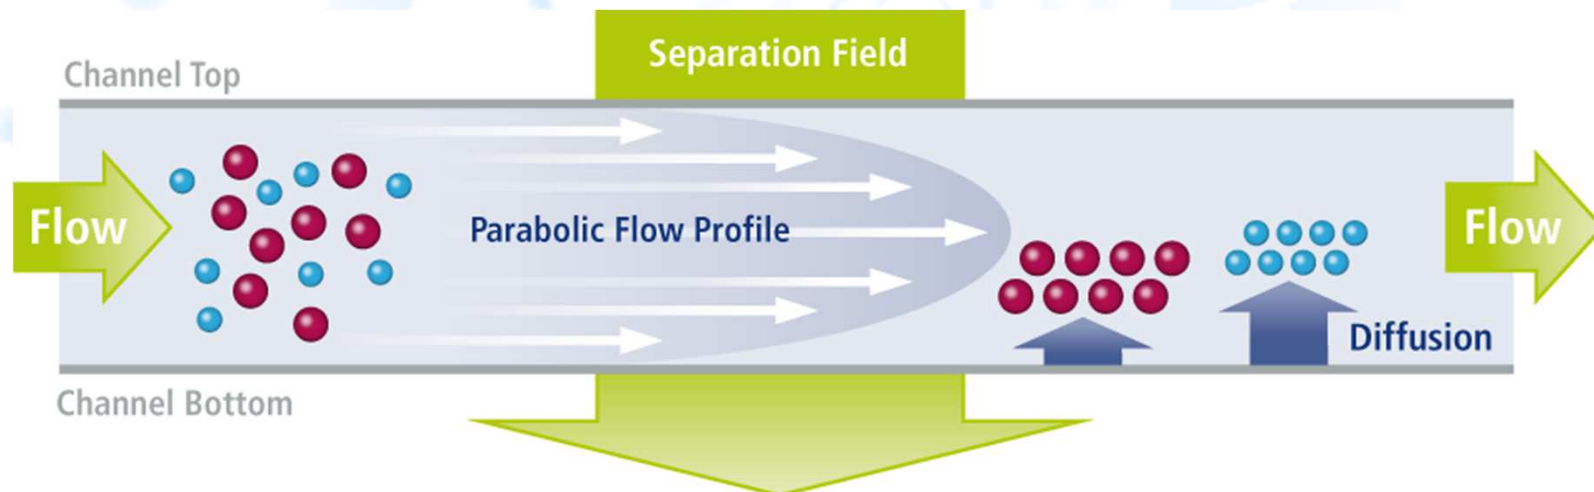 Separation Field
Channel Top
Flow
Parabolic Flow Profile
Flow
Diffusion
Channel Bottom